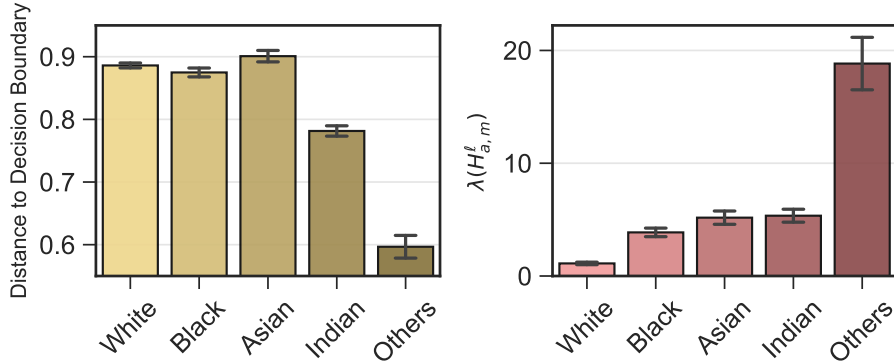 Distance to Decision Boundary
0.9
0.8
0.7
0.6
White
Black
Asian
Indian
Others
λ(H^ℓ_{a,m})
20
10
0
White
Black
Asian
Indian
Others